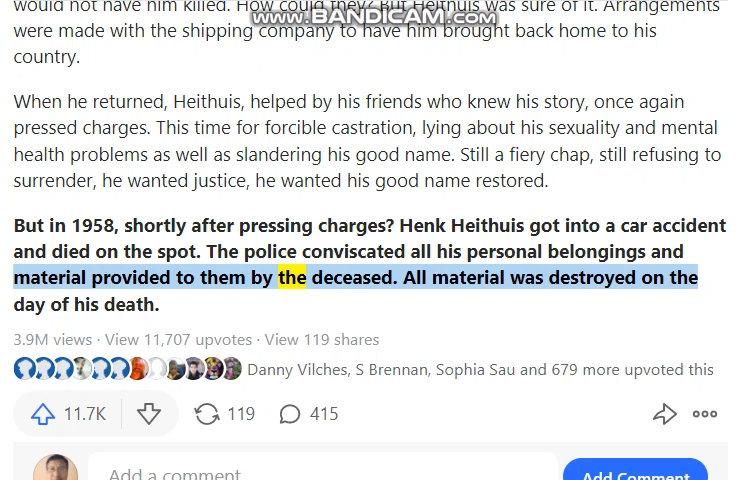 would not have him killed. How could they? But Heithuis was sure of it. Arrangements
www.BANDICAM.com
were made with the shipping company to have him brought back home to his
country.
When he returned, Heithuis, helped by his friends who knew his story, once again
pressed charges. This time for forcible castration, lying about his sexuality and mental
health problems as well as slandering his good name. Still a fiery chap, still refusing to
surrender, he wanted justice, he wanted his good name restored.
But in 1958, shortly after pressing charges? Henk Heithuis got into a car accident
and died on the spot. The police conviscated all his personal belongings and
material provided to them by the deceased. All material was destroyed on the
day of his death.
3.9M views · View 11,707 upvotes · View 119 shares
Danny Vilches, S Brennan, Sophia Sau and 679 more upvoted this
11.7K 119 415
Add a comment Add Comment